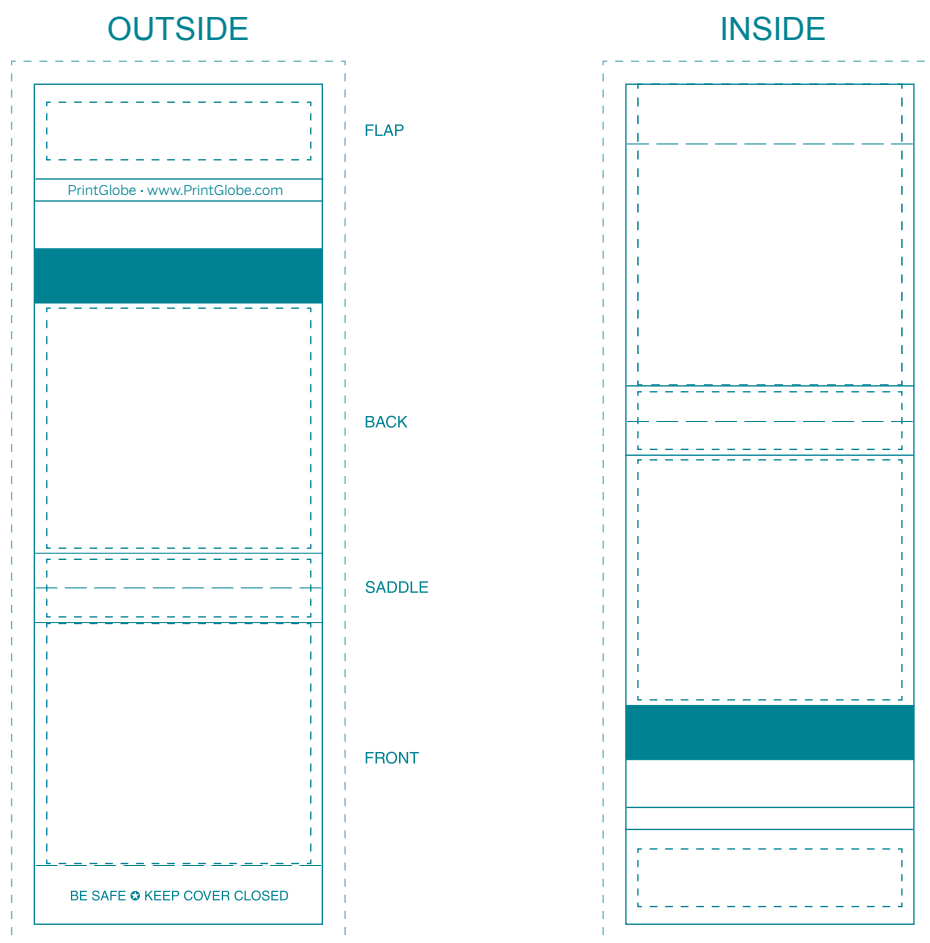 OUTSIDE
INSIDE
FLAP
PrintGlobe · www.PrintGlobe.com
BACK
SADDLE
FRONT
BE SAFE ✪ KEEP COVER CLOSED